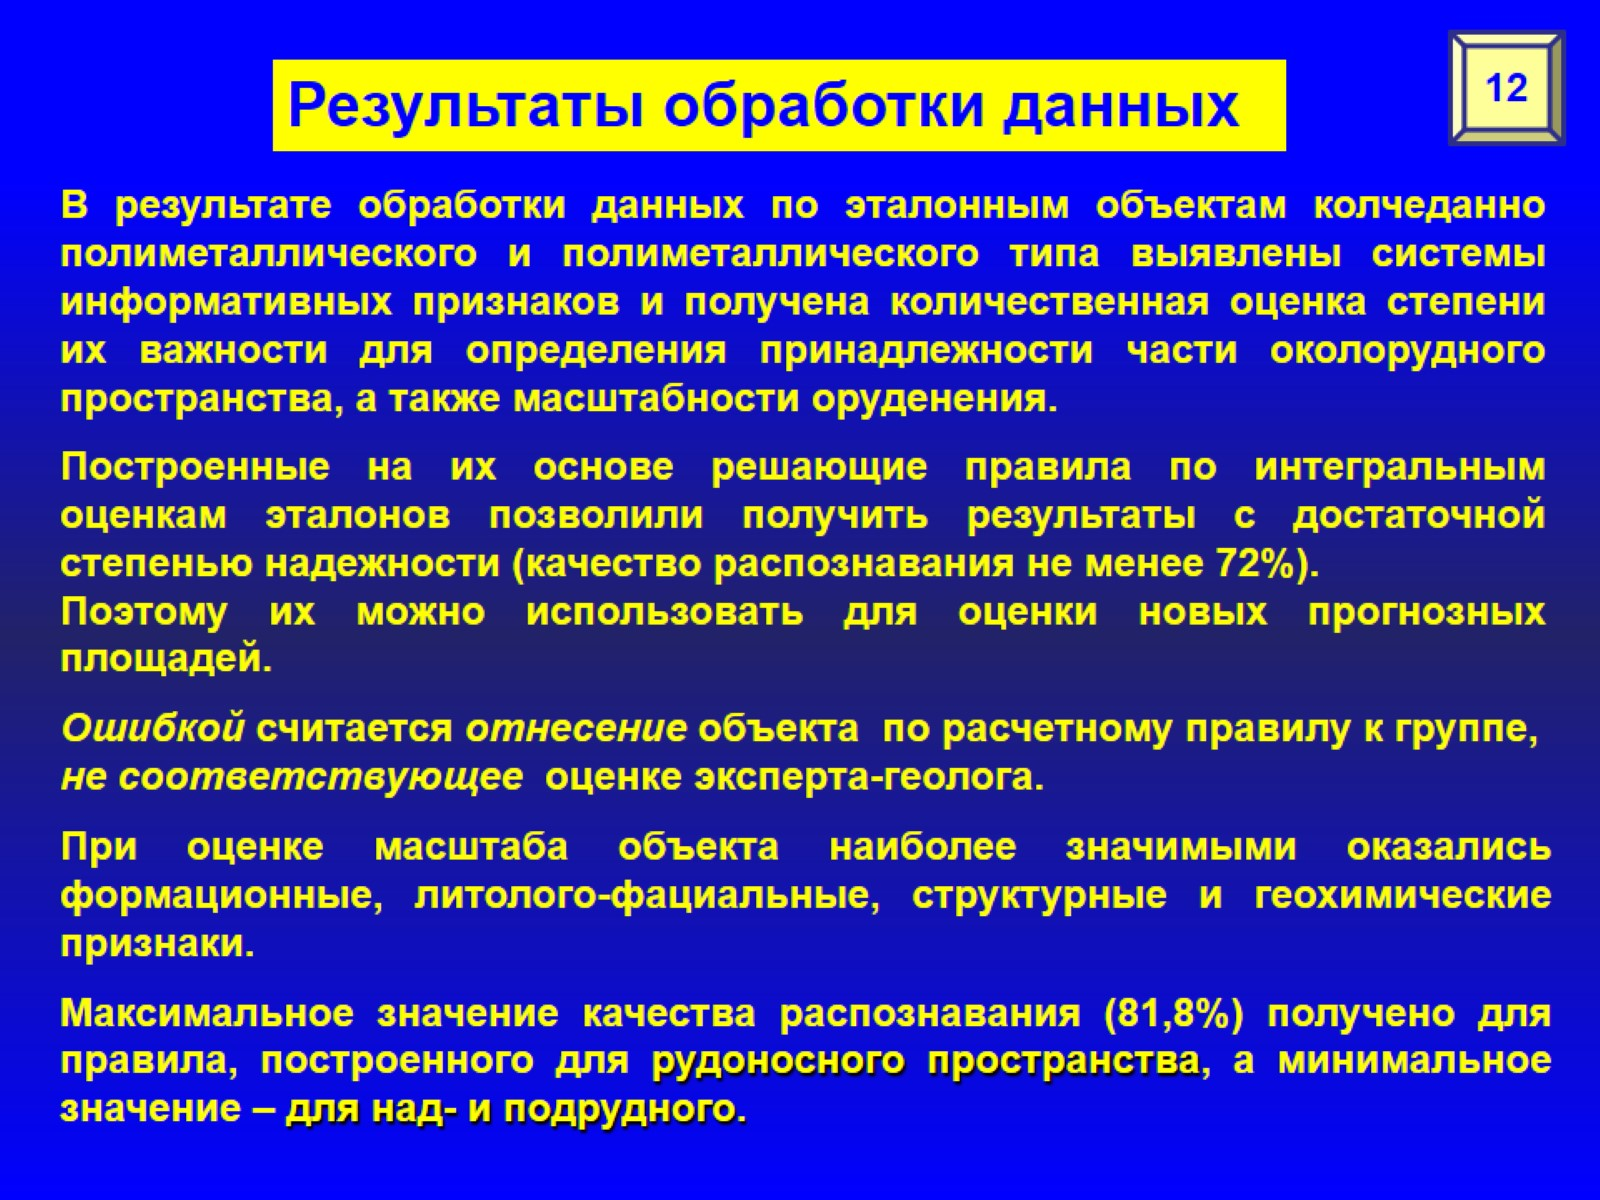 Результаты обработки данных
12
В результате обработки данных по эталонным объектам колчеданно
полиметаллического и полиметаллического типа выявлены системы
информативных признаков и получена количественная оценка степени
их важности для определения принадлежности части околорудного
пространства, а также масштабности оруденения.
Построенные на их основе решающие правила по интегральным
оценкам эталонов позволили получить результаты с достаточной
степенью надежности (качество распознавания не менее 72%).
Поэтому их можно использовать для оценки новых прогнозных
площадей.
Ошибкой считается отнесение объекта по расчетному правилу к группе,
не соответствующее оценке эксперта-геолога.
При оценке масштаба объекта наиболее значимыми оказались
формационные, литолого-фациальные, структурные и геохимические
признаки.
Максимальное значение качества распознавания (81,8%) получено для
правила, построенного для рудоносного пространства, а минимальное
значение – для над- и подрудного.